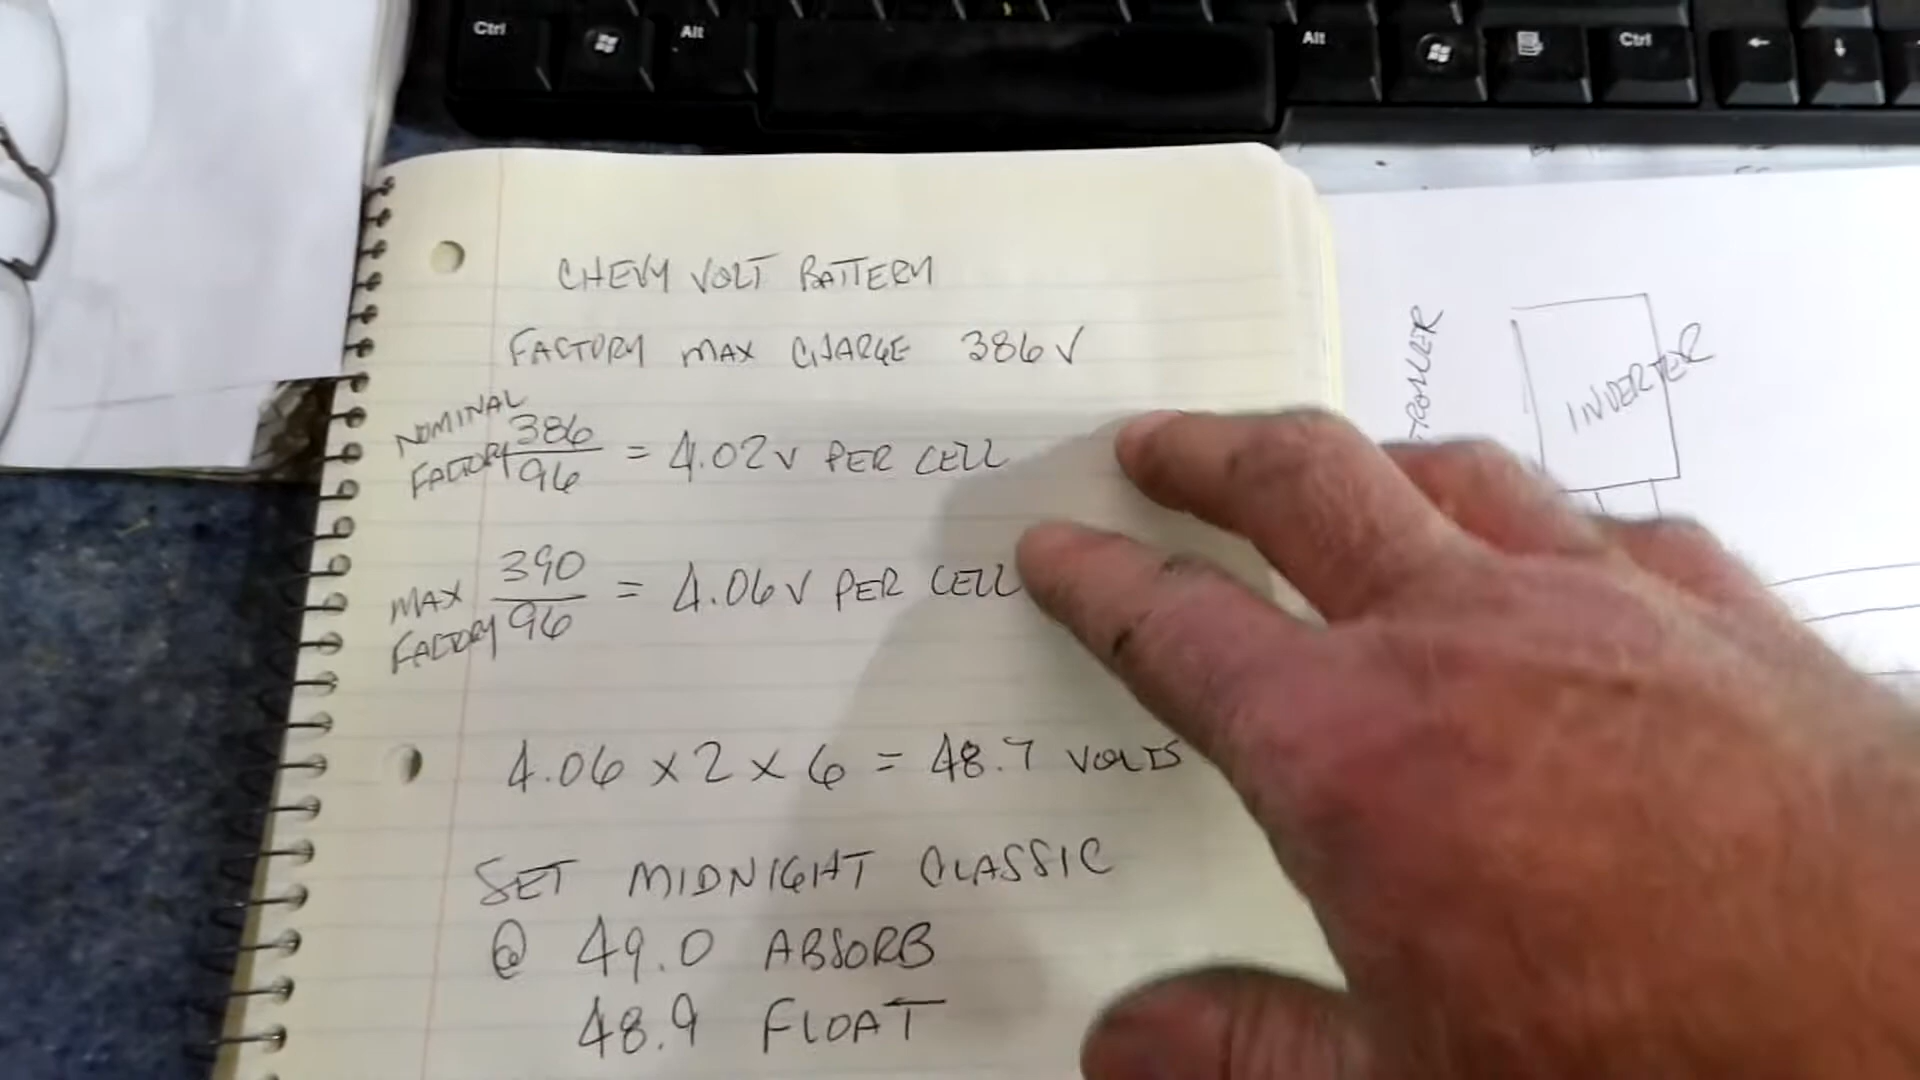 Ctrl Alt Alt Ctrl ← ↓
CHEVY VOLT BATTERY
FACTORY MAX CHARGE 386 V
NOMINAL
FACTORY 386/96 = 4.02V PER CELL
MAX
FACTORY 390/96 = 4.06V PER CELL
4.06 x 2 x 6 = 48.7 VOLTS
SET MIDNIGHT CLASSIC
@ 49.0 ABSORB
48.9 FLOAT
INVERTER